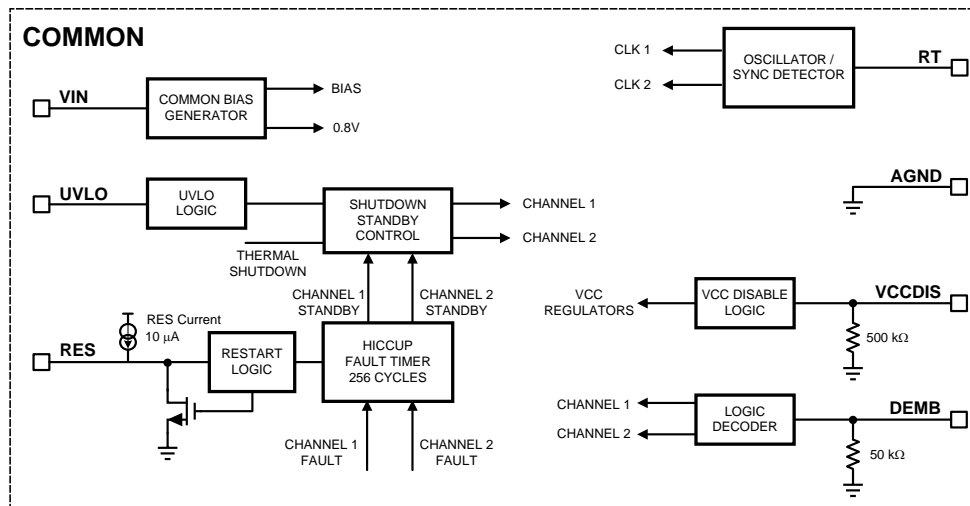 COMMON
VIN
COMMON BIAS
GENERATOR
BIAS
0.8V
CLK 1
CLK 2
OSCILLATOR /
SYNC DETECTOR
RT
UVLO
UVLO
LOGIC
SHUTDOWN
STANDBY
CONTROL
CHANNEL 1
CHANNEL 2
THERMAL
SHUTDOWN
AGND
CHANNEL 1
STANDBY
CHANNEL 2
STANDBY
VCC
REGULATORS
VCC DISABLE
LOGIC
VCCDIS
500 kΩ
RES
RES Current
10 μA
RESTART
LOGIC
HICCUP
FAULT TIMER
256 CYCLES
CHANNEL 1
FAULT
CHANNEL 2
FAULT
CHANNEL 1
CHANNEL 2
LOGIC
DECODER
DEMB
50 kΩ